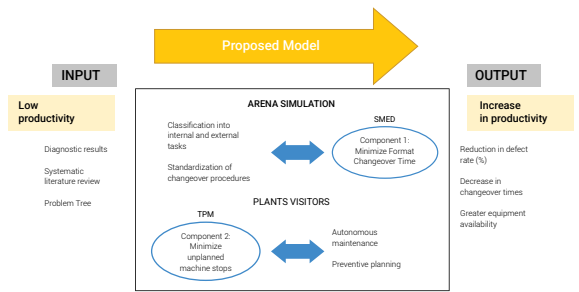 Proposed Model
INPUT
Low
productivity
Diagnostic results
Systematic
literature review
Problem Tree
ARENA SIMULATION
Classification into
internal and external
tasks
Standardization of
changeover procedures
SMED
Component 1:
Minimize Format
Changeover Time
PLANTS VISITORS
TPM
Component 2:
Minimize
unplanned
machine stops
Autonomous
maintenance
Preventive planning
OUTPUT
Increase
in productivity
Reduction in defect
rate (%)
Decrease in
changeover times
Greater equipment
availability